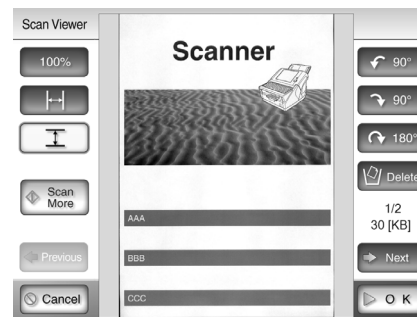 Scan Viewer
100%
Scan
More
Previous
Cancel
Scanner
AAA
BBB
CCC
90°
90°
180°
Delete
1/2
30 [KB]
Next
O K